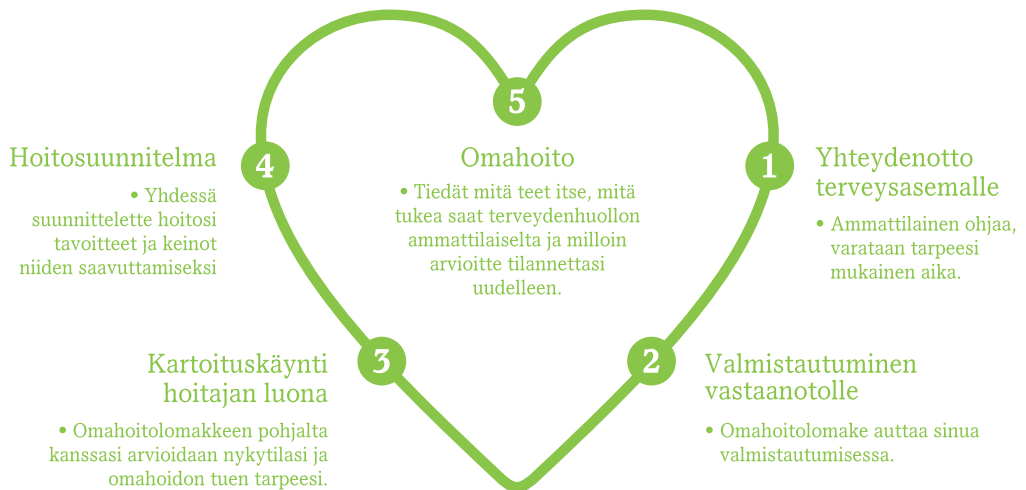 5
Omahoito
• Tiedät mitä teet itse, mitä
tukea saat terveydenhuollon
ammattilaiselta ja milloin
arvioitte tilannettasi
uudelleen.
1
Yhteydenotto
terveysasemalle
• Ammattilainen ohjaa,
varataan tarpeesi
mukainen aika.
2
Valmistautuminen
vastaanotolle
• Omahoitolomake auttaa sinua
valmistautumisessa.
3
Kartoituskäynti
hoitajan luona
• Omahoitolomakkeen pohjalta
kanssasi arvioidaan nykytilasi ja
omahoidon tuen tarpeesi.
4
Hoitosuunnitelma
• Yhdessä
suunnittelette hoitosi
tavoitteet ja keinot
niiden saavuttamiseksi